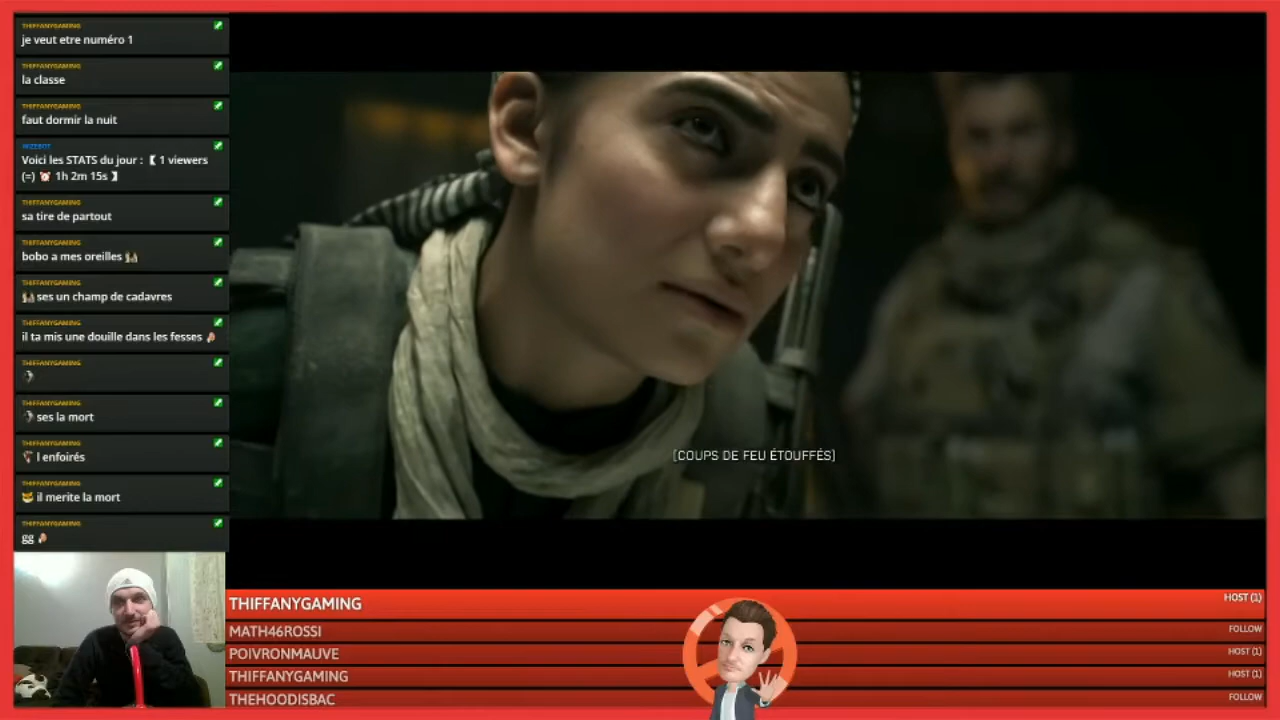 THIFFANYGAMING
je veut etre numéro 1
THIFFANYGAMING
la classe
THIFFANYGAMING
faut dormir la nuit
WIZEBOT
Voici les STATS du jour : 【 1 viewers
(=) ⏰ 1h 2m 15s 】
THIFFANYGAMING
sa tire de partout
THIFFANYGAMING
bobo a mes oreilles
THIFFANYGAMING
ses un champ de cadavres
THIFFANYGAMING
il ta mis une douille dans les fesses
THIFFANYGAMING
THIFFANYGAMING
ses la mort
THIFFANYGAMING
l enfoirés
THIFFANYGAMING
il merite la mort
THIFFANYGAMING
gg
[COUPS DE FEU ÉTOUFFÉS]
THIFFANYGAMING HOST (1)
MATH46ROSSI FOLLOW
POIVRONMAUVE HOST (1)
THIFFANYGAMING HOST (1)
THEHOODISBAC FOLLOW